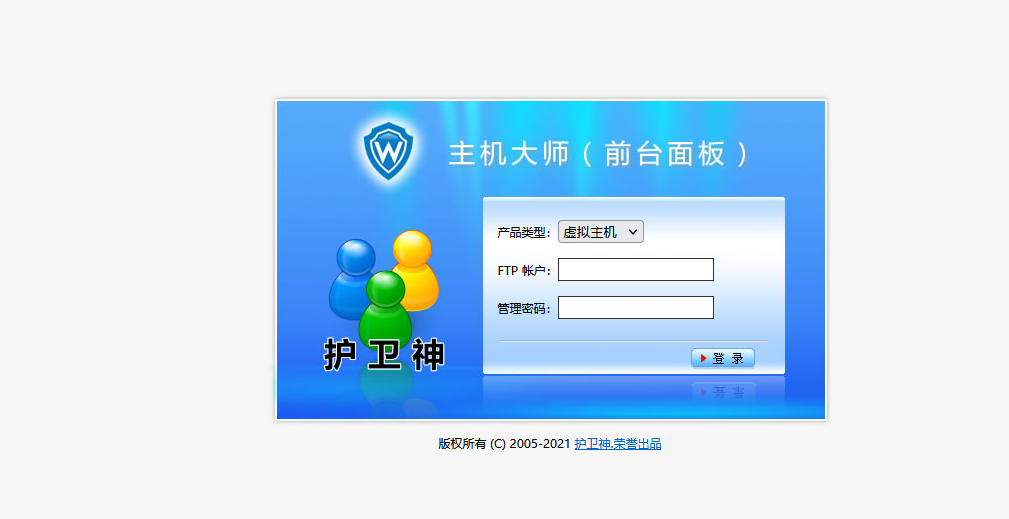 W
主机大师（前台面板）
产品类型： 虚拟主机
FTP 帐户：
管理密码：
护卫神
登 录
版权所有 (C) 2005-2021 护卫神.荣誉出品